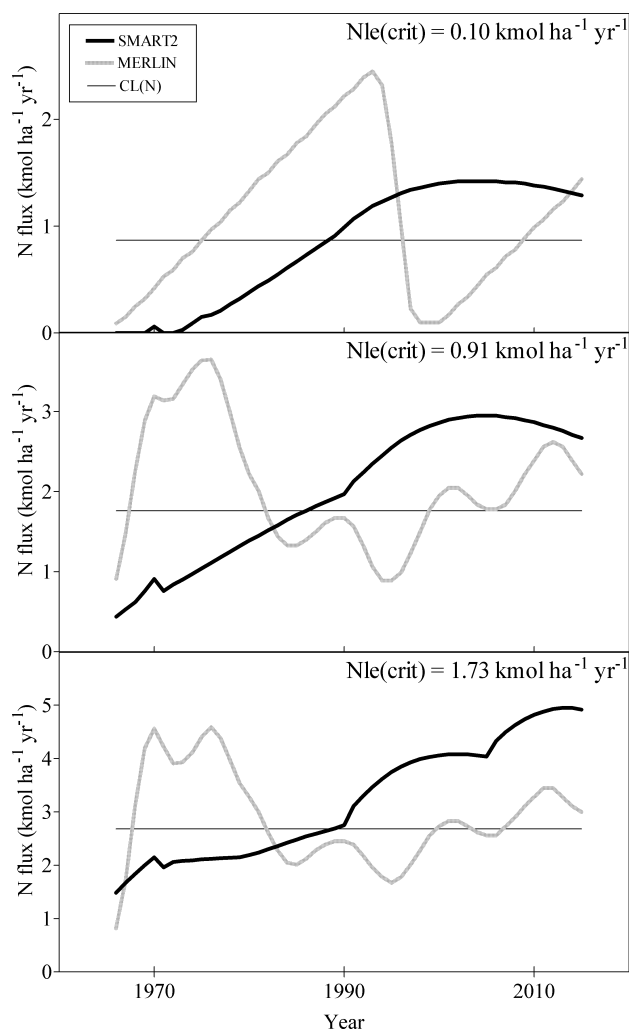 Nle(crit) = 0.10 kmol ha⁻¹ yr⁻¹
SMART2
MERLIN
CL(N)
N flux (kmol ha⁻¹ yr⁻¹)
2
1
0
Nle(crit) = 0.91 kmol ha⁻¹ yr⁻¹
N flux (kmol ha⁻¹ yr⁻¹)
3
2
1
0
Nle(crit) = 1.73 kmol ha⁻¹ yr⁻¹
N flux (kmol ha⁻¹ yr⁻¹)
5
4
3
2
1
0
1970 1990 2010
Year